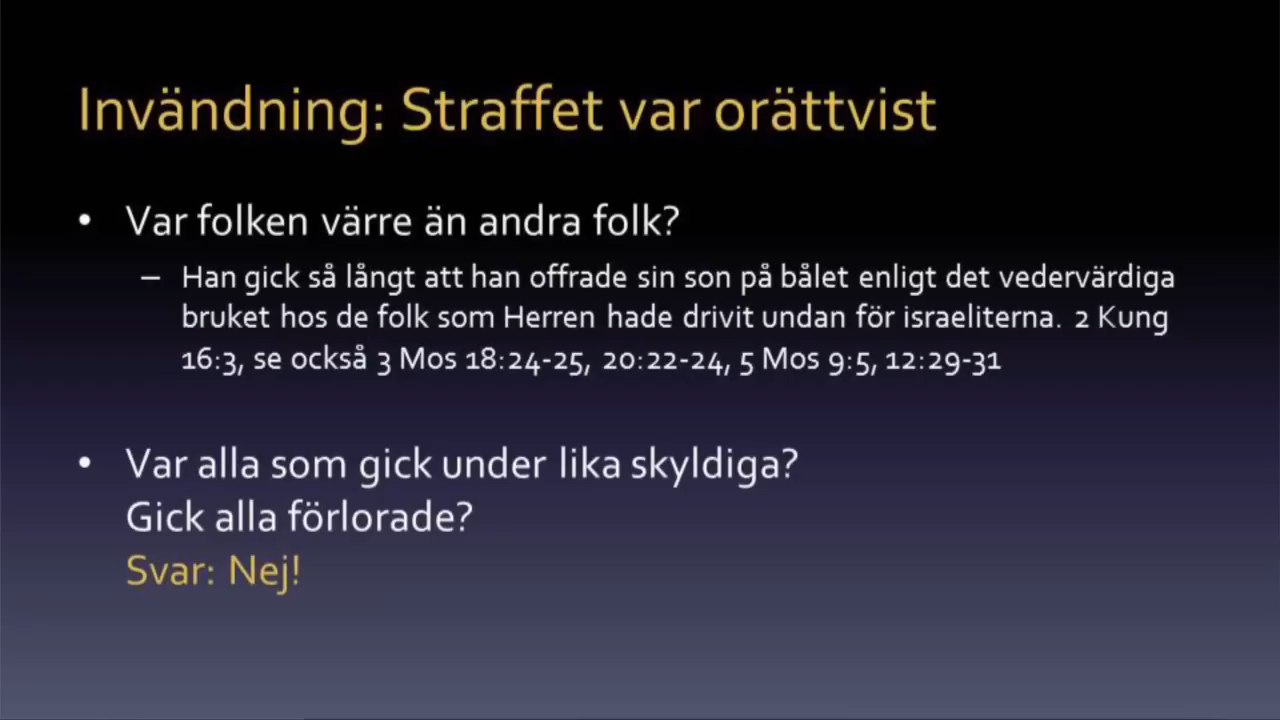 Invändning: Straffet var orättvist
• Var folken värre än andra folk?
– Han gick så långt att han offrade sin son på bålet enligt det vedervärdiga
bruket hos de folk som Herren hade drivit undan för israeliterna. 2 Kung
16:3, se också 3 Mos 18:24-25, 20:22-24, 5 Mos 9:5, 12:29-31
• Var alla som gick under lika skyldiga?
Gick alla förlorade?
Svar: Nej!